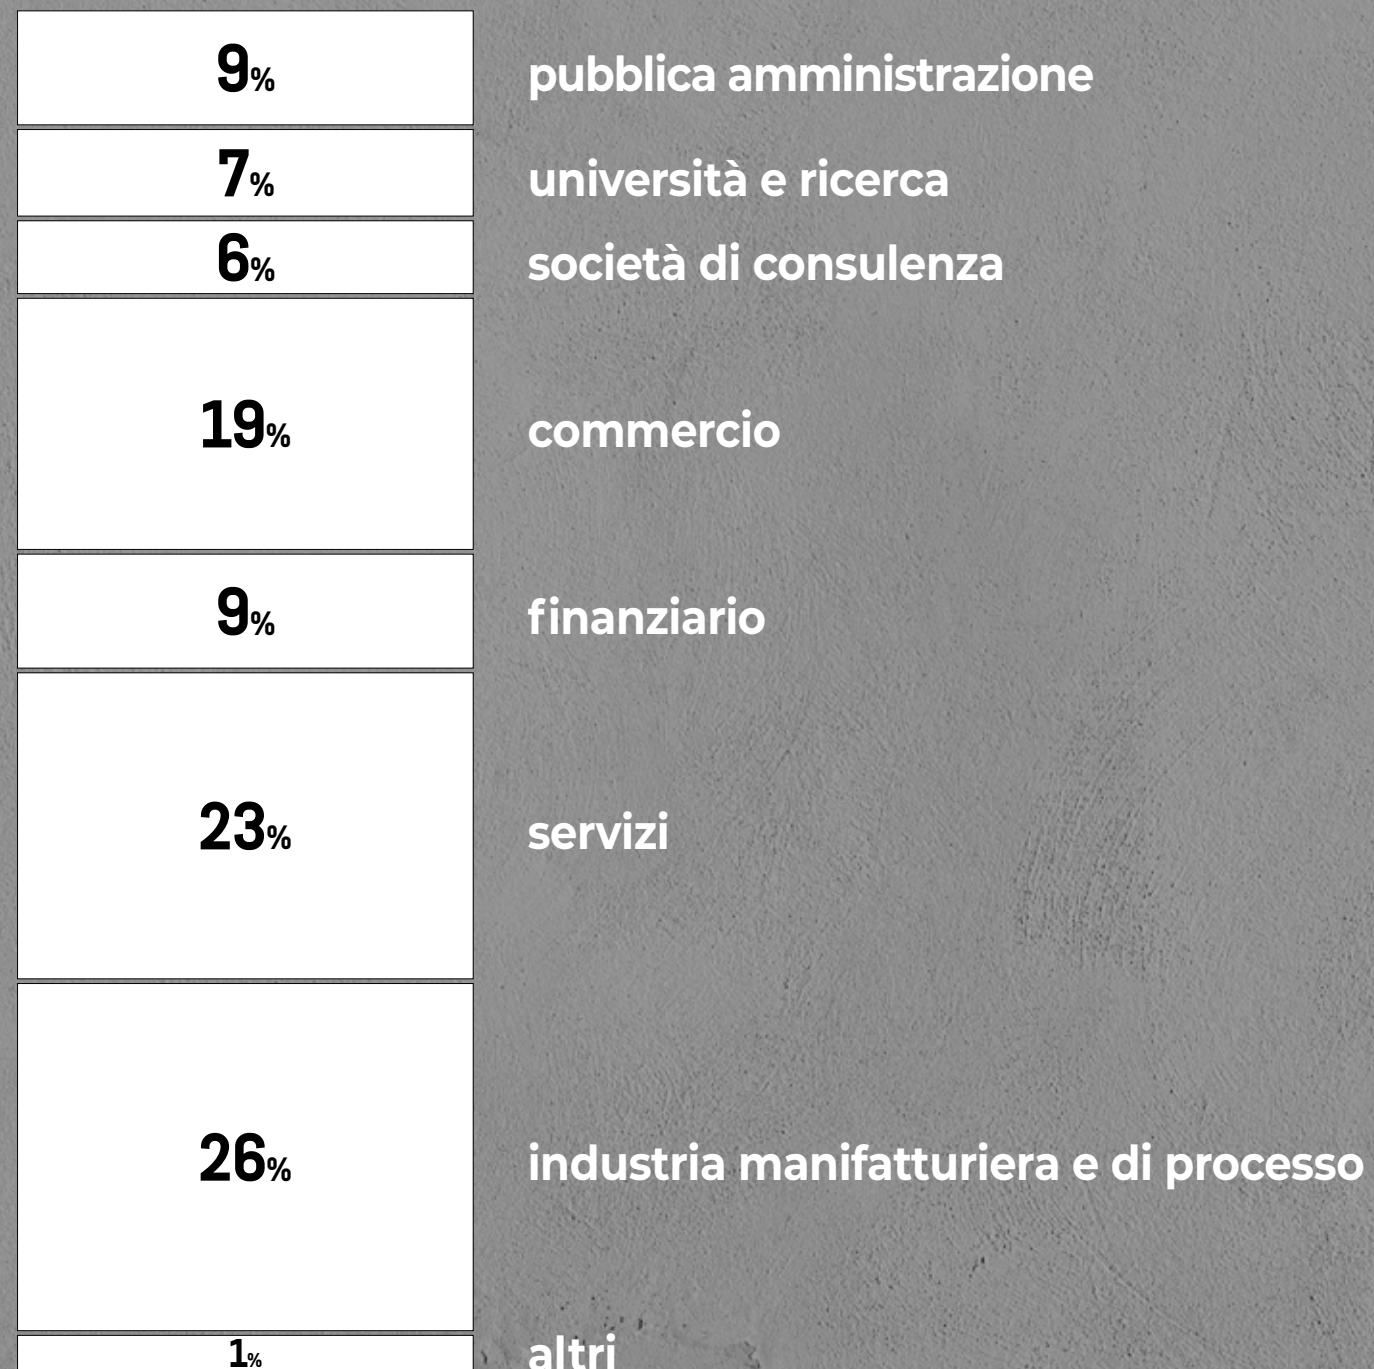 9% pubblica amministrazione
7% università e ricerca
6% società di consulenza
19% commercio
9% finanziario
23% servizi
26% industria manifatturiera e di processo
1% altri